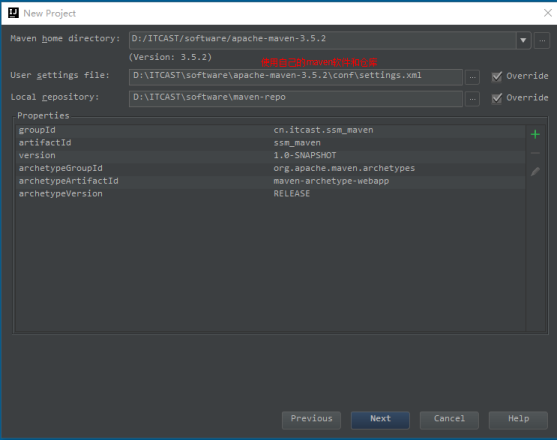 New Project
Maven home directory: D:/ITCAST/software/apache-maven-3.5.2
(Version: 3.5.2)
使用自己的maven软件和仓库
User settings file: D:\ITCAST\software\apache-maven-3.5.2\conf\settings.xml ... Override
Local repository: D:\ITCAST\software\maven-repo ... Override
Properties
groupId cn.itcast.ssm_maven
artifactId ssm_maven
version 1.0-SNAPSHOT
archetypeGroupId org.apache.maven.archetypes
archetypeArtifactId maven-archetype-webapp
archetypeVersion RELEASE
Previous Next Cancel Help